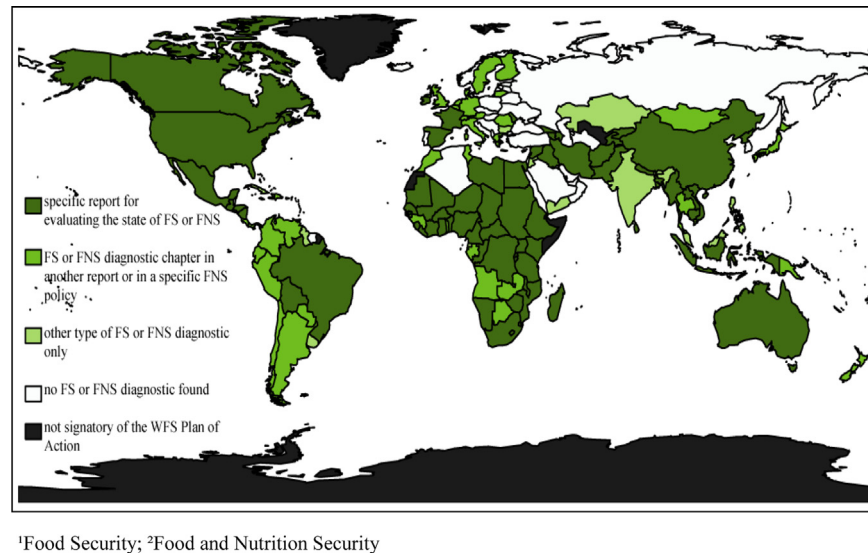 specific report for
evaluating the state of FS or FNS
FS or FNS diagnostic chapter in
another report or in a specific FNS
policy
other type of FS or FNS diagnostic
only
no FS or FNS diagnostic found
not signatory of the WFS Plan of
Action
¹Food Security; ²Food and Nutrition Security